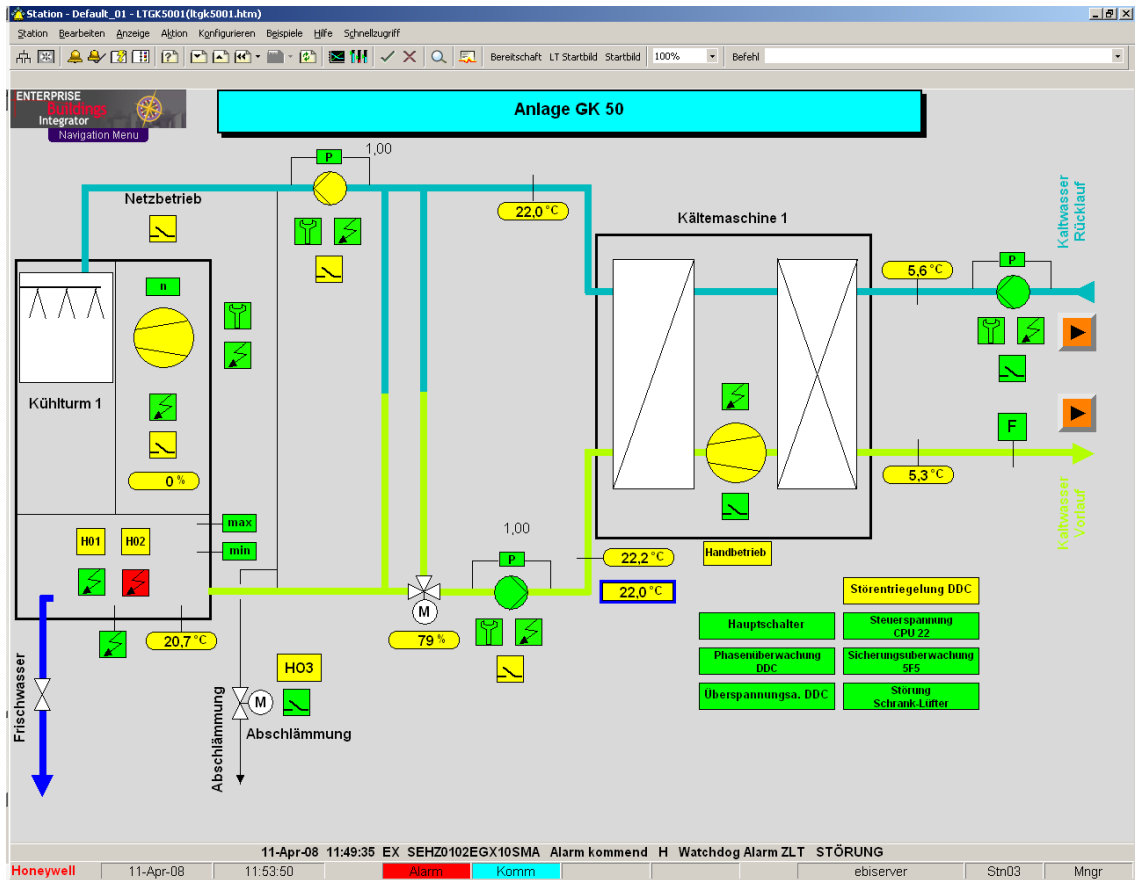 Station - Default_01 - LTGK5001(ltgk5001.htm)
Station Bearbeiten Anzeige Aktion Konfigurieren Beispiele Hilfe Schnellzugriff
Bereitschaft LT Startbild Startbild 100% Befehl
ENTERPRISE
Buildings
Integrator
Navigation Menu
Anlage GK 50
P
1,00
Netzbetrieb
22,0 °C
Kältemaschine 1
Kaltwasser
Rücklauf
5,6 °C
P
n
Kühlturm 1
F
0 %
5,3 °C
Kaltwasser
Vorlauf
max
min
H01 H02
1,00
P
22,2 °C
Handbetrieb
22,0 °C
Störentriegelung DDC
M
79 %
20,7 °C
Hauptschalter
Steuerspannung
CPU 22
Phasenüberwachung
DDC
Sicherungsüberwachung
5F5
Überspannungsa. DDC
Störung
Schrank-Lüfter
HO3
M
Abschlämmung
Abschlämmung
Frischwasser
11-Apr-08 11:49:35 EX SEHZ0102EGX10SMA Alarm kommend H Watchdog Alarm ZLT STÖRUNG
Honeywell 11-Apr-08 11:53:50 Alarm Komm ebiserver Stn03 Mngr